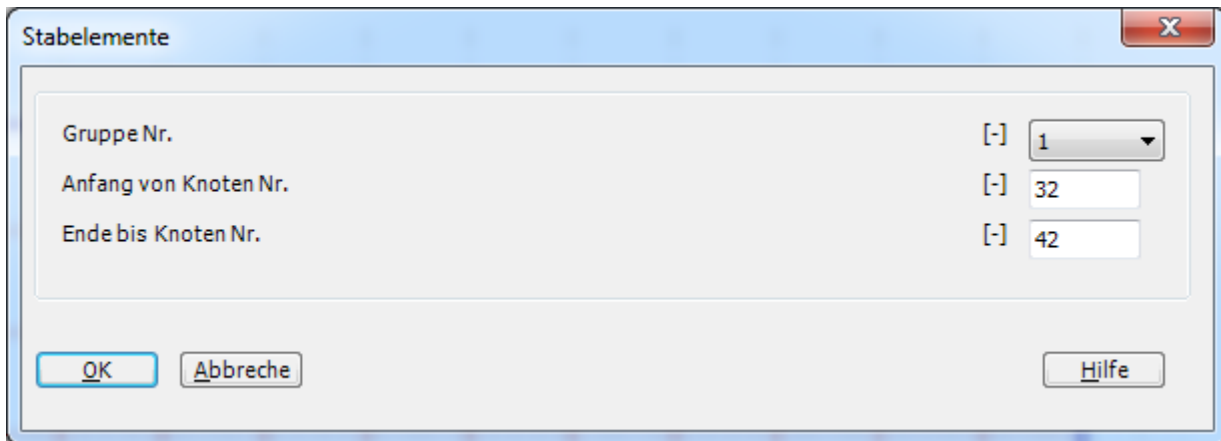 Stabelemente
Gruppe Nr. [-] 1
Anfang von Knoten Nr. [-] 32
Ende bis Knoten Nr. [-] 42
OK Abbreche Hilfe